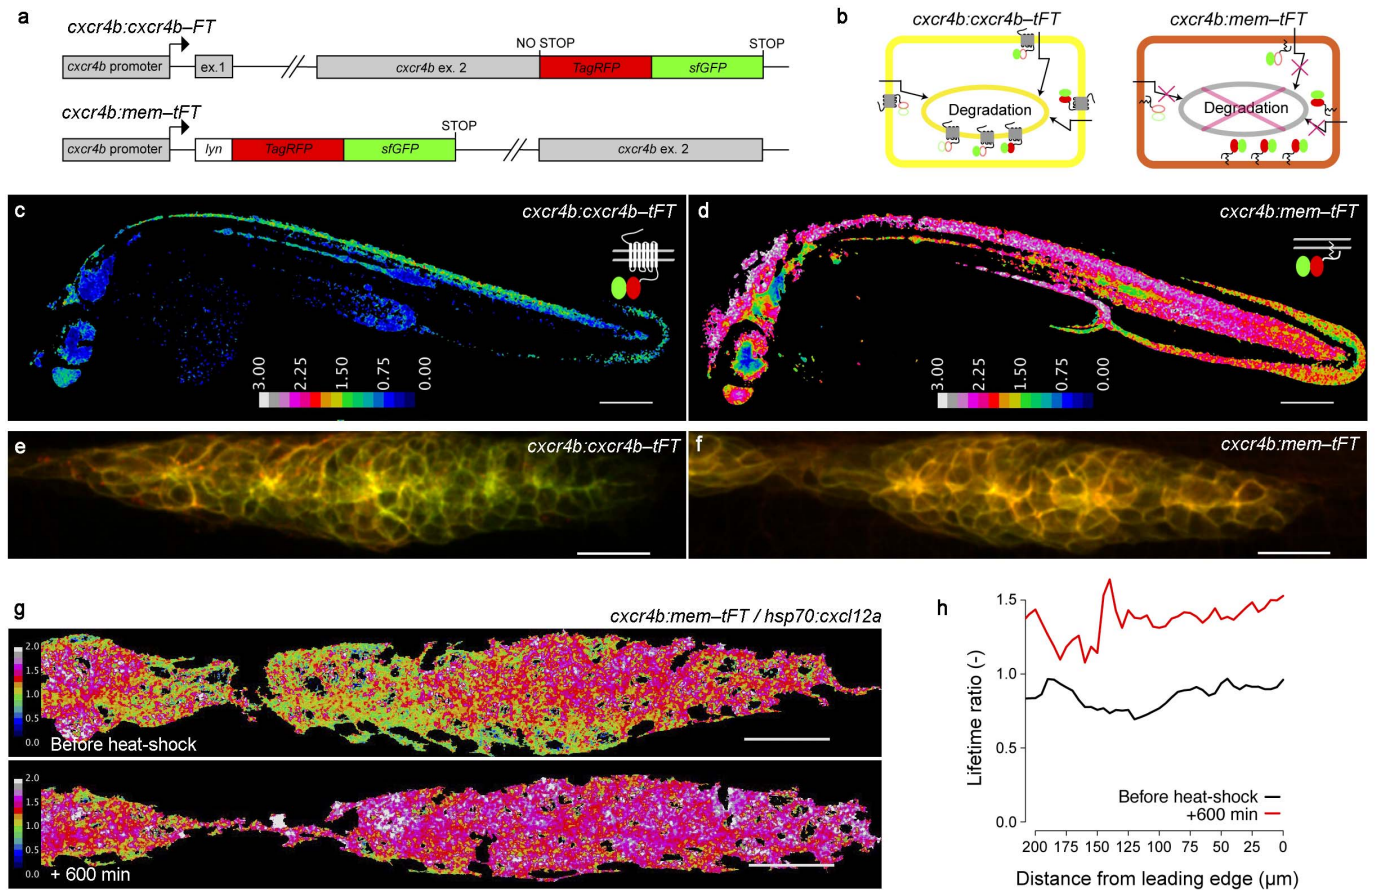 a
cxcr4b:cxcr4b–FT
NO STOP
STOP
cxcr4b promoter
ex.1
cxcr4b ex. 2
TagRFP
sfGFP
cxcr4b:mem–tFT
STOP
cxcr4b promoter
lyn
TagRFP
sfGFP
cxcr4b ex. 2
b
cxcr4b:cxcr4b–tFT
cxcr4b:mem–tFT
Degradation
Degradation
c
cxcr4b:cxcr4b–tFT
3.00
2.25
1.50
0.75
0.00
d
cxcr4b:mem–tFT
3.00
2.25
1.50
0.75
0.00
e
cxcr4b:cxcr4b–tFT
f
cxcr4b:mem–tFT
g
cxcr4b:mem–tFT / hsp70:cxcl12a
2.0
1.5
1.0
0.5
0.0
Before heat-shock
2.0
1.5
1.0
0.5
0.0
+ 600 min
h
Lifetime ratio (-)
1.5
1.0
0.5
0.0
Before heat-shock
+600 min
200 175 150 125 100 75 50 25 0
Distance from leading edge (µm)